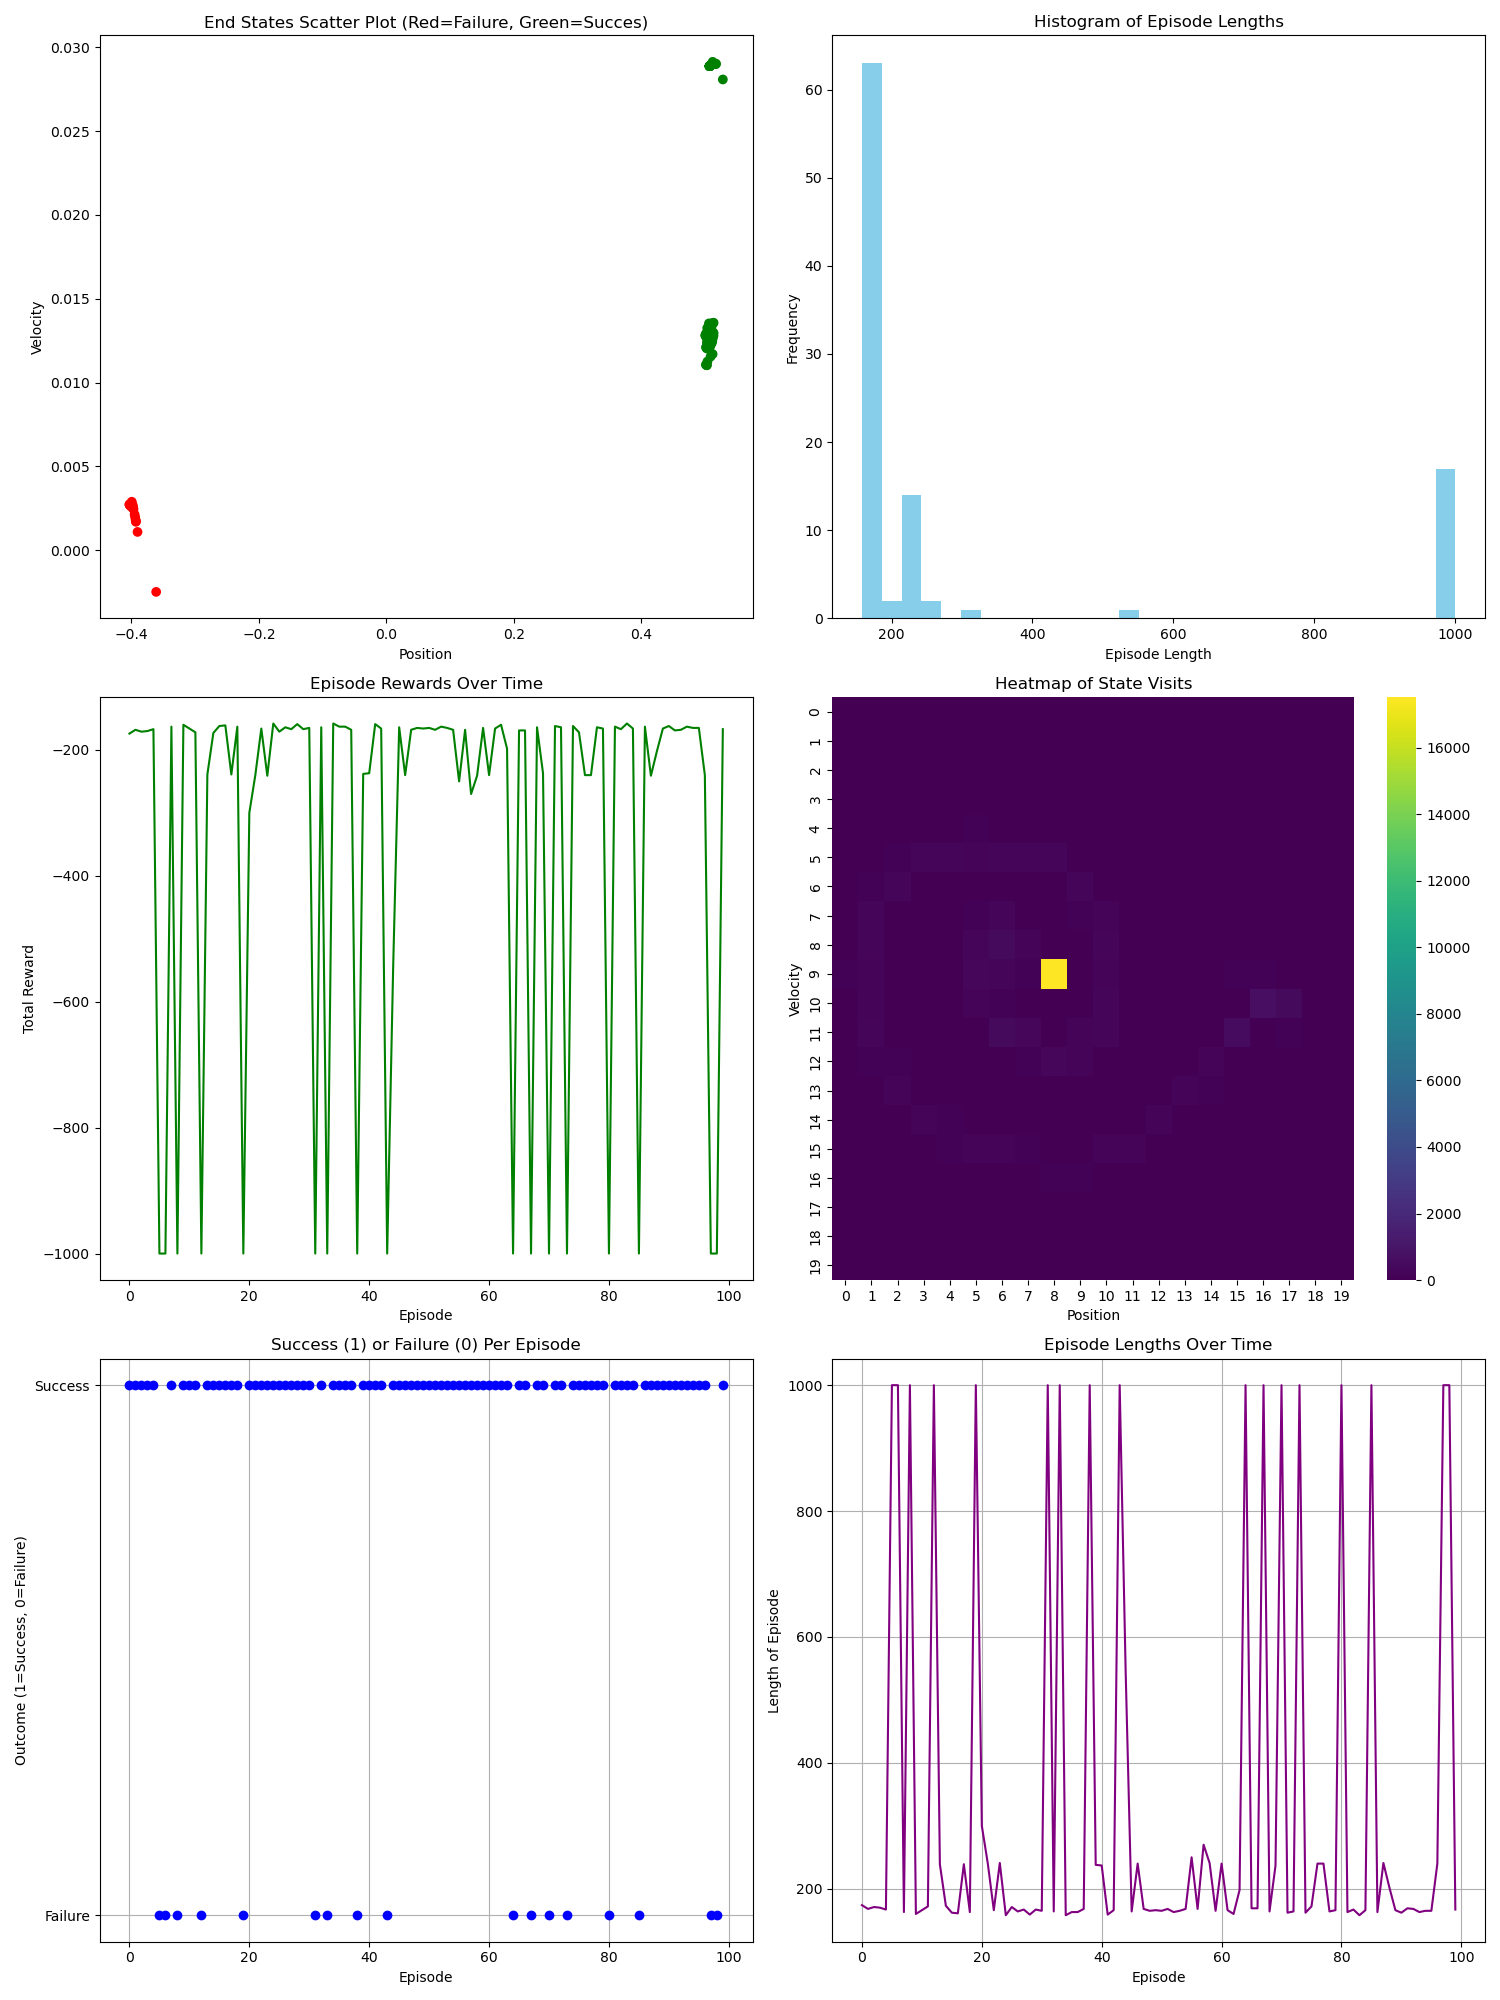 End States Scatter Plot (Red=Failure, Green=Succes)
0.030
0.025
0.020
0.015
0.010
0.005
0.000
Velocity
−0.4 −0.2 0.0 0.2 0.4
Position
Histogram of Episode Lengths
60
50
40
30
20
10
0
Frequency
200 400 600 800 1000
Episode Length
Episode Rewards Over Time
−200
−400
−600
−800
−1000
Total Reward
0 20 40 60 80 100
Episode
Heatmap of State Visits
0
1
2
3
4
5
6
7
8
9
10
11
12
13
14
15
16
17
18
19
Velocity
0 1 2 3 4 5 6 7 8 9 10 11 12 13 14 15 16 17 18 19
Position
16000
14000
12000
10000
8000
6000
4000
2000
0
Success (1) or Failure (0) Per Episode
Success
Failure
Outcome (1=Success, 0=Failure)
0 20 40 60 80 100
Episode
Episode Lengths Over Time
1000
800
600
400
200
Length of Episode
0 20 40 60 80 100
Episode